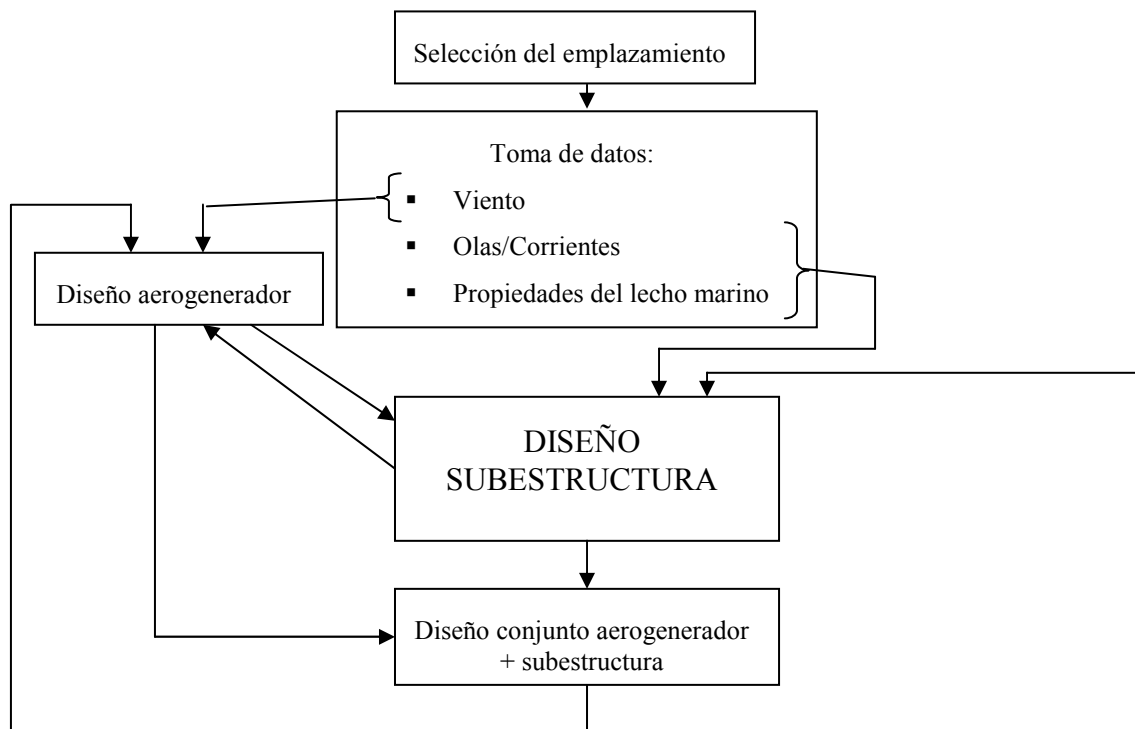 Selección del emplazamiento
Toma de datos:
▪ Viento
▪ Olas/Corrientes
▪ Propiedades del lecho marino
Diseño aerogenerador
DISEÑO
SUBESTRUCTURA
Diseño conjunto aerogenerador
+ subestructura